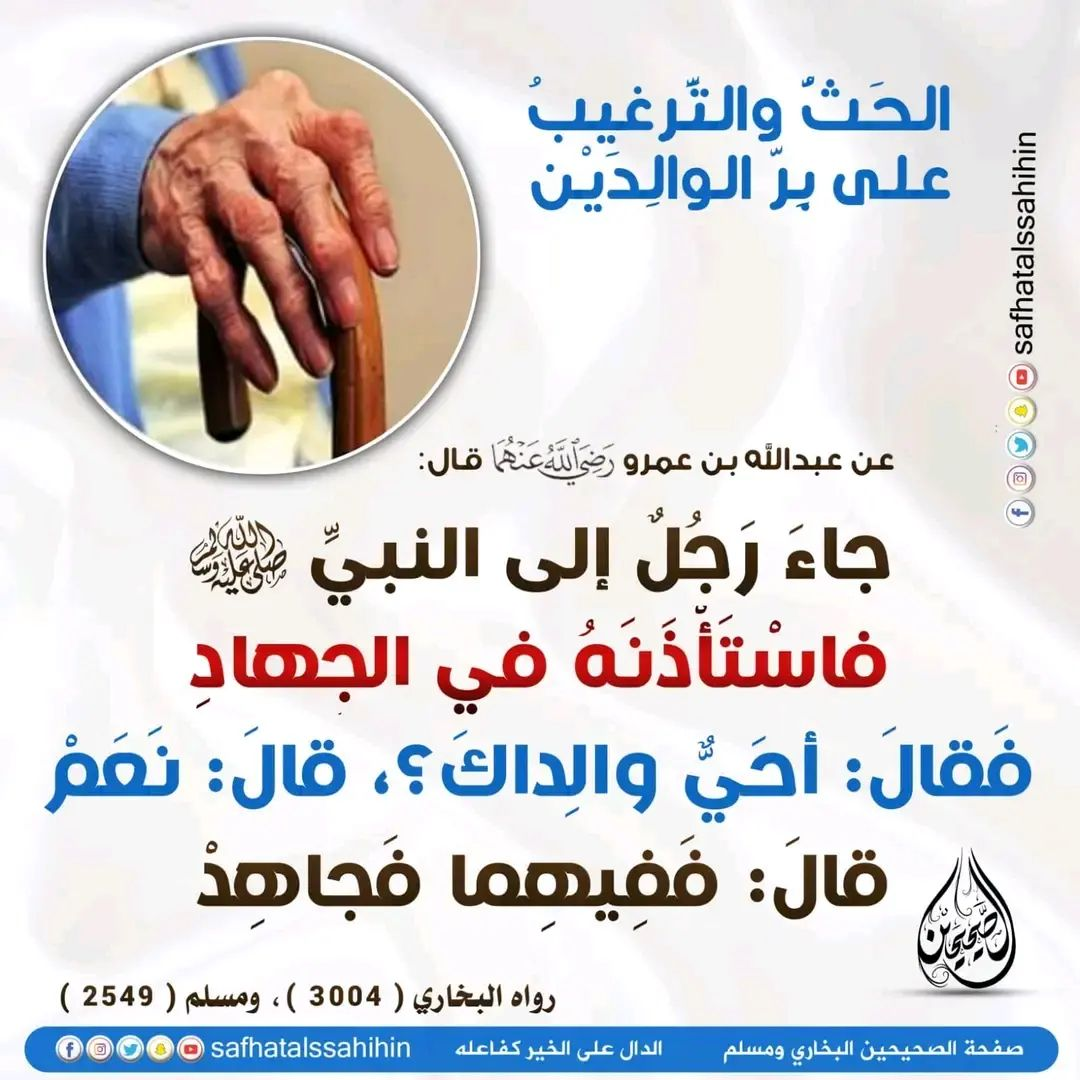 الحَثُ والتّرغيبُ
على بِرّ الوالِدَيْن
safhatalssahihin
عن عبدالله بن عمرو رَضِيَ اللَّهُ عَنْهُمَا قال:
جاءَ رَجُلٌ إلى النبيِّ صلى الله عليه وسلم
فاسْتَأْذَنَهُ في الجِهادِ
فَقالَ: أحَيٌّ والِداكَ؟، قالَ: نَعَمْ
قالَ: فَفِيهِما فَجاهِدْ
الصحيحين
رواه البخاري ( 3004 )، ومسلم ( 2549 )
صفحة الصحيحين البخاري ومسلم الدال على الخير كفاعله safhatalssahihin